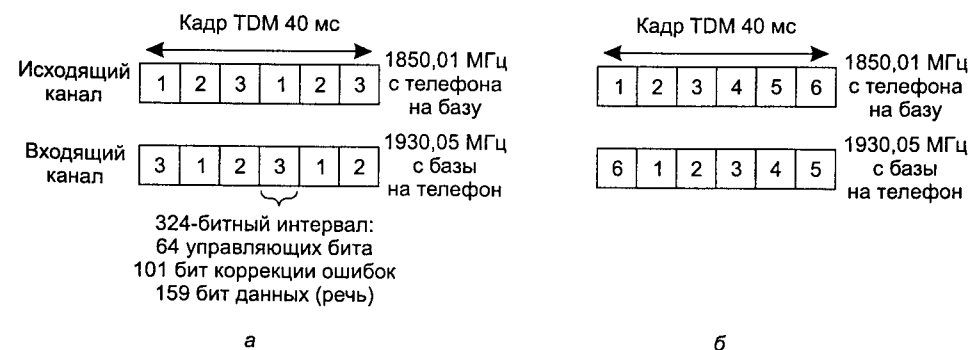 Кадр TDM 40 мс
Исходящий
канал
1 2 3 1 2 3
1850,01 МГц
с телефона
на базу
Входящий
канал
3 1 2 3 1 2
1930,05 МГц
с базы
на телефон
324-битный интервал:
64 управляющих бита
101 бит коррекции ошибок
159 бит данных (речь)
а
Кадр TDM 40 мс
1 2 3 4 5 6
1850,01 МГц
с телефона
на базу
6 1 2 3 4 5
1930,05 МГц
с базы
на телефон
б